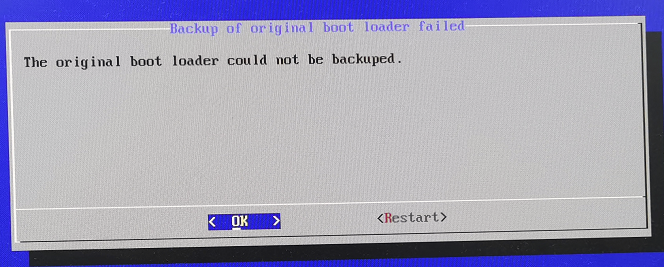 Backup of original boot loader failed
The original boot loader could not be backuped.
< OK > <Restart>